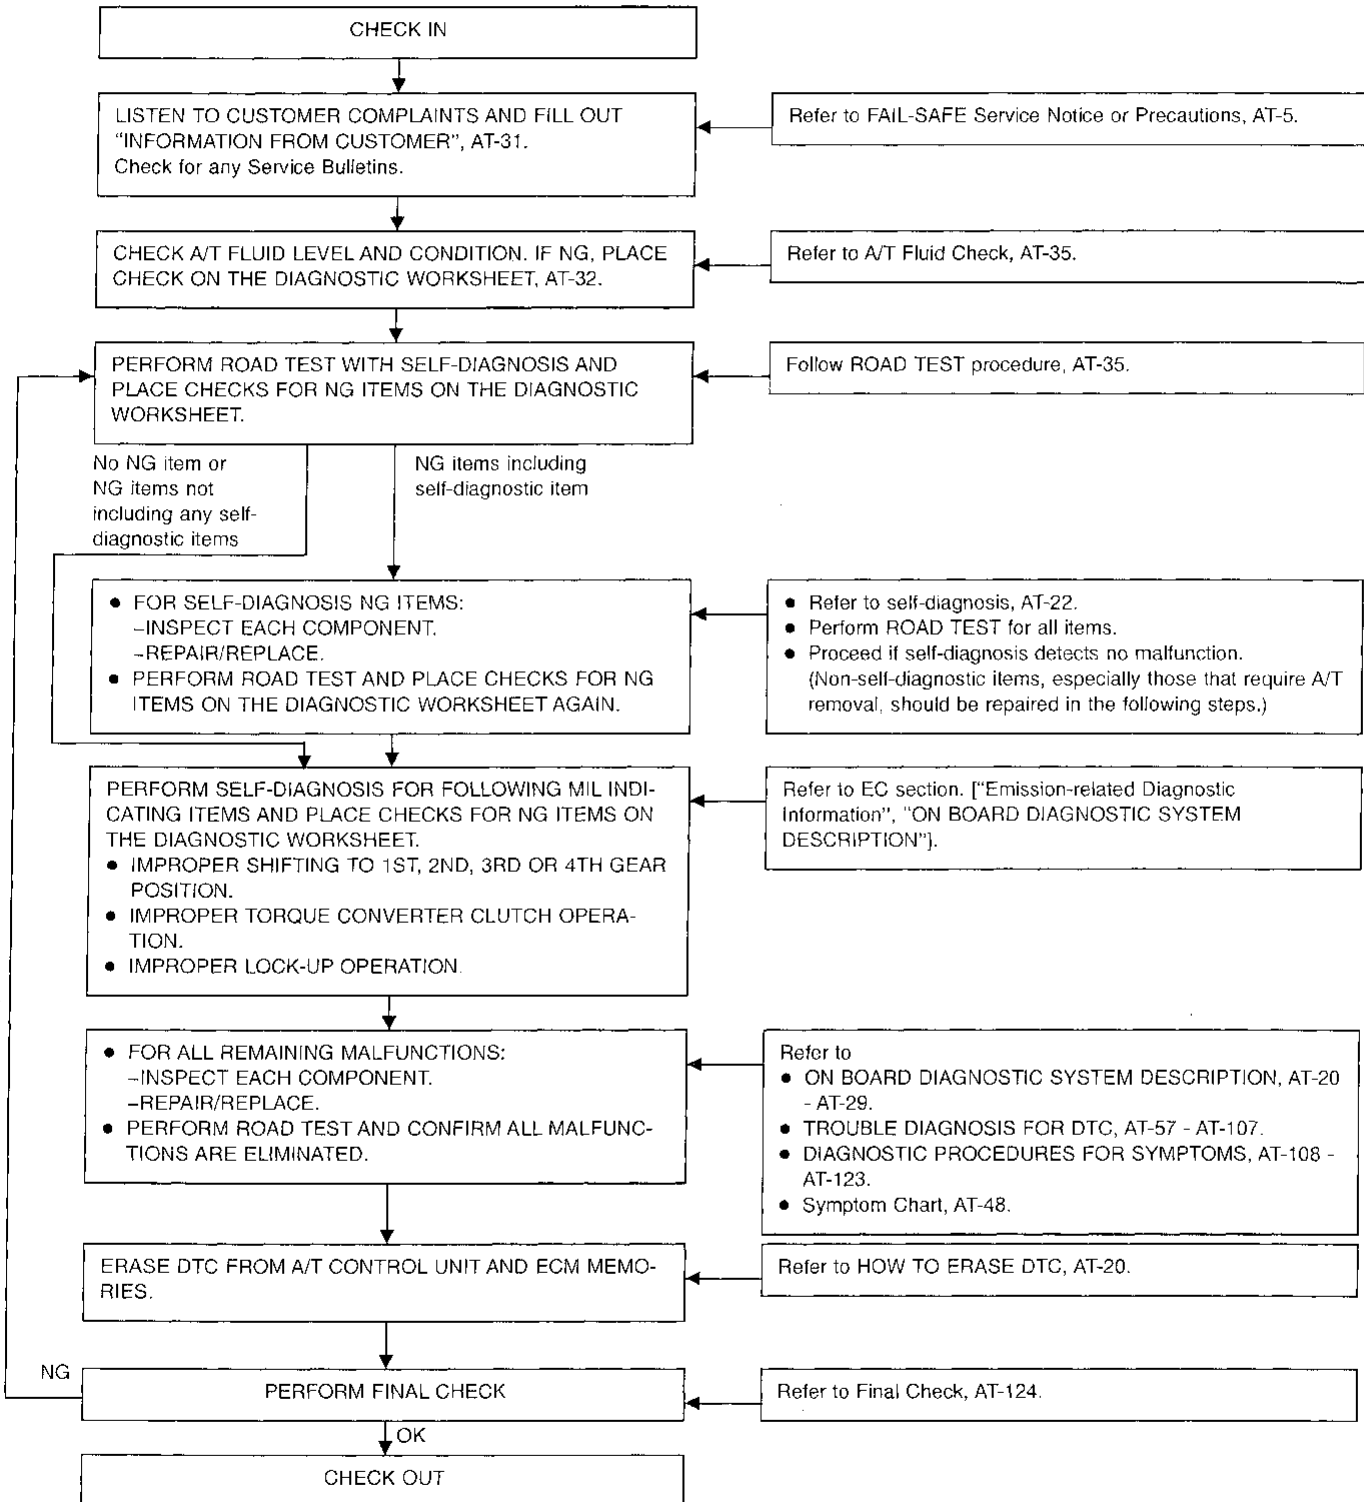 CHECK IN
LISTEN TO CUSTOMER COMPLAINTS AND FILL OUT
“INFORMATION FROM CUSTOMER”, AT-31.
Check for any Service Bulletins.
Refer to FAIL-SAFE Service Notice or Precautions, AT-5.
CHECK A/T FLUID LEVEL AND CONDITION. IF NG, PLACE
CHECK ON THE DIAGNOSTIC WORKSHEET, AT-32.
Refer to A/T Fluid Check, AT-35.
PERFORM ROAD TEST WITH SELF-DIAGNOSIS AND
PLACE CHECKS FOR NG ITEMS ON THE DIAGNOSTIC
WORKSHEET.
Follow ROAD TEST procedure, AT-35.
No NG item or
NG items not
including any self-
diagnostic items
NG items including
self-diagnostic item
● FOR SELF-DIAGNOSIS NG ITEMS:
–INSPECT EACH COMPONENT.
–REPAIR/REPLACE.
● PERFORM ROAD TEST AND PLACE CHECKS FOR NG
ITEMS ON THE DIAGNOSTIC WORKSHEET AGAIN.
● Refer to self-diagnosis, AT-22.
● Perform ROAD TEST for all items.
● Proceed if self-diagnosis detects no malfunction.
(Non-self-diagnostic items, especially those that require A/T
removal, should be repaired in the following steps.)
PERFORM SELF-DIAGNOSIS FOR FOLLOWING MIL INDI-
CATING ITEMS AND PLACE CHECKS FOR NG ITEMS ON
THE DIAGNOSTIC WORKSHEET.
● IMPROPER SHIFTING TO 1ST, 2ND, 3RD OR 4TH GEAR
POSITION.
● IMPROPER TORQUE CONVERTER CLUTCH OPERA-
TION.
● IMPROPER LOCK-UP OPERATION.
Refer to EC section. [“Emission-related Diagnostic
Information”, “ON BOARD DIAGNOSTIC SYSTEM
DESCRIPTION”].
● FOR ALL REMAINING MALFUNCTIONS:
–INSPECT EACH COMPONENT.
–REPAIR/REPLACE.
● PERFORM ROAD TEST AND CONFIRM ALL MALFUNC-
TIONS ARE ELIMINATED.
Refer to
● ON BOARD DIAGNOSTIC SYSTEM DESCRIPTION, AT-20
- AT-29.
● TROUBLE DIAGNOSIS FOR DTC, AT-57 - AT-107.
● DIAGNOSTIC PROCEDURES FOR SYMPTOMS, AT-108 -
AT-123.
● Symptom Chart, AT-48.
ERASE DTC FROM A/T CONTROL UNIT AND ECM MEMO-
RIES.
Refer to HOW TO ERASE DTC, AT-20.
NG
PERFORM FINAL CHECK
Refer to Final Check, AT-124.
OK
CHECK OUT